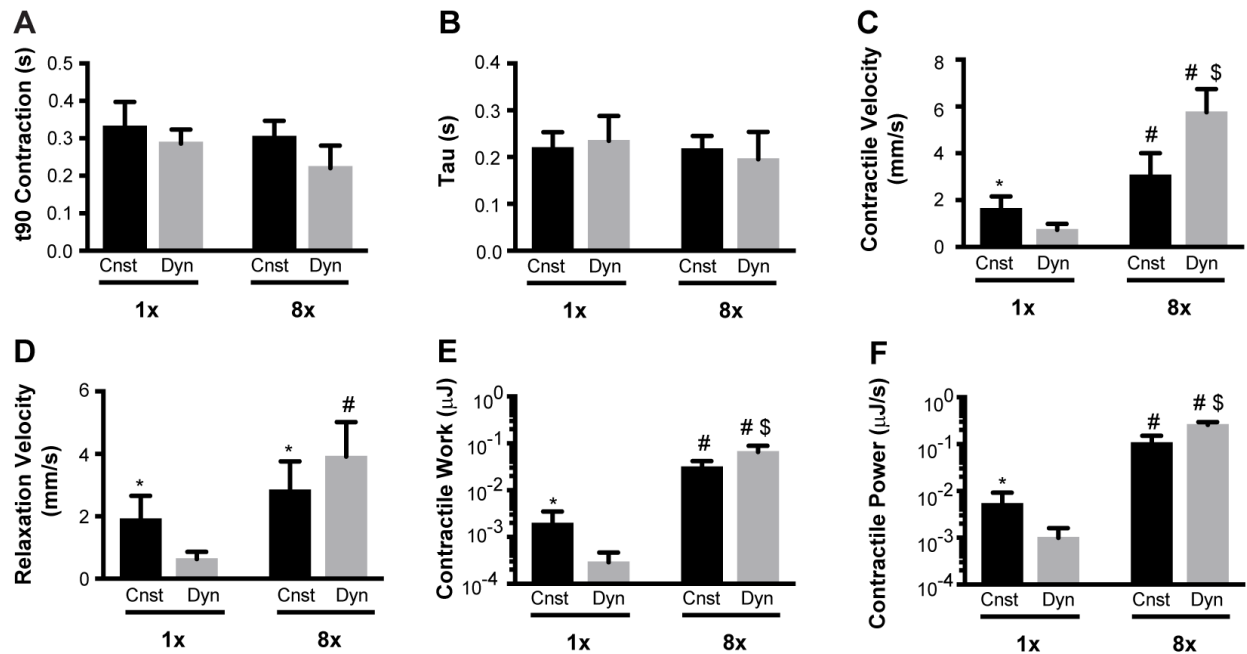 A
t90 Contraction (s)
0.5
0.4
0.3
0.2
0.1
0.0
Cnst Dyn Cnst Dyn
1x 8x
B
Tau (s)
0.4
0.3
0.2
0.1
0.0
Cnst Dyn Cnst Dyn
1x 8x
C
Contractile Velocity
(mm/s)
8
6
4
2
0
*
#
# $
Cnst Dyn Cnst Dyn
1x 8x
D
Relaxation Velocity
(mm/s)
6
4
2
0
*
*
#
Cnst Dyn Cnst Dyn
1x 8x
E
Contractile Work (µJ)
10⁰
10⁻¹
10⁻²
10⁻³
10⁻⁴
*
#
# $
Cnst Dyn Cnst Dyn
1x 8x
F
Contractile Power (µJ/s)
10⁰
10⁻¹
10⁻²
10⁻³
10⁻⁴
*
#
# $
Cnst Dyn Cnst Dyn
1x 8x